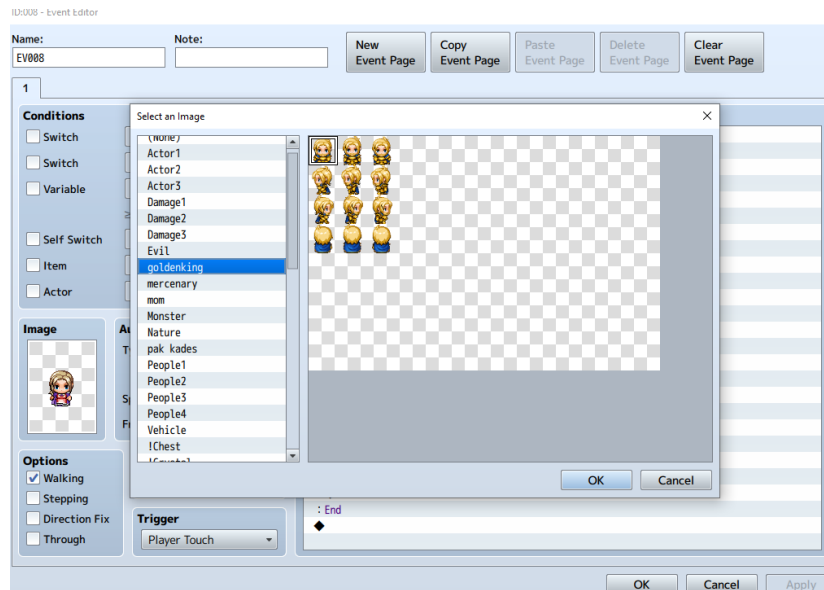 ID:008 - Event Editor
Name:
Note:
EV008
New
Event Page
Copy
Event Page
Paste
Event Page
Delete
Event Page
Clear
Event Page
1
Conditions
Switch
Switch
Variable
≥
Self Switch
Item
Actor
Select an Image
(None)
Actor1
Actor2
Actor3
Damage1
Damage2
Damage3
Evil
goldenking
mercenary
mom
Monster
Nature
pak kades
People1
People2
People3
People4
Vehicle
!Chest
!Crystal
OK
Cancel
Image
Options
Walking
Stepping
Direction Fix
Through
Trigger
Player Touch
: End
OK
Cancel
Apply